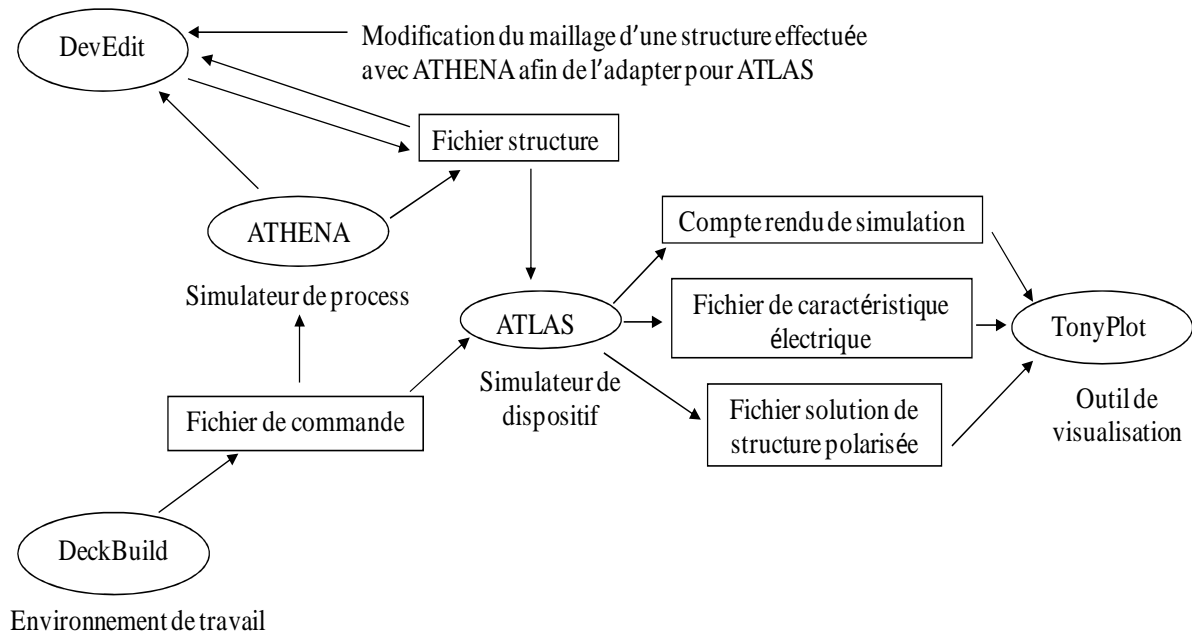 DevEdit
Modification du maillage d'une structure effectuée
avec ATHENA afin de l'adapter pour ATLAS
Fichier structure
ATHENA
Simulateur de process
Compte rendu de simulation
ATLAS
Simulateur de
dispositif
Fichier de caractéristique
électrique
TonyPlot
Outil de
visualisation
Fichier de commande
Fichier solution de
structure polarisée
DeckBuild
Environnement de travail